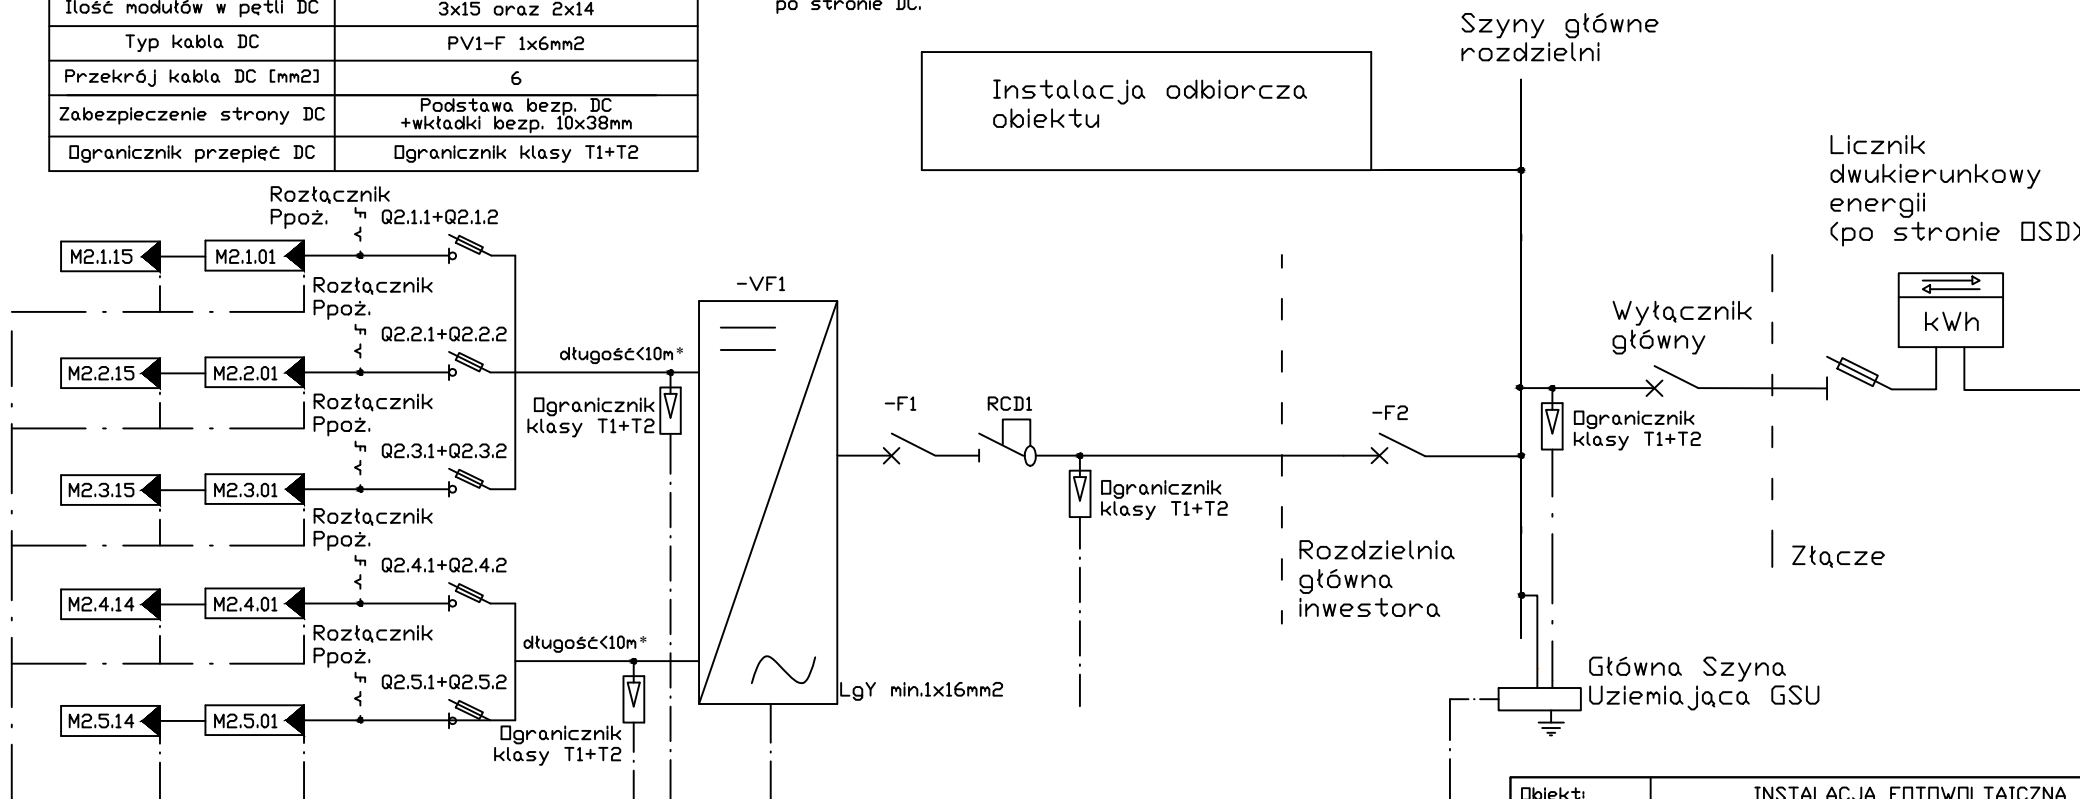 Ilość modułów w pętli DC
3x15 oraz 2x14
Typ kabla DC
PV1-F 1x6mm2
Przekrój kabla DC [mm2]
6
Zabezpieczenie strony DC
Podstawa bezp. DC
+wkładki bezp. 10x38mm
Ogranicznik przepięć DC
Ogranicznik klasy T1+T2
po stronie DC.
Instalacja odbiorcza
obiektu
Szyny główne
rozdzielni
Licznik
dwukierunkowy
energii
(po stronie OSD)
kWh
Rozłącznik
Ppoż.
Q2.1.1+Q2.1.2
M2.1.15
M2.1.01
Rozłącznik
Ppoż.
Q2.2.1+Q2.2.2
M2.2.15
M2.2.01
Rozłącznik
Ppoż.
Q2.3.1+Q2.3.2
M2.3.15
M2.3.01
Rozłącznik
Ppoż.
Q2.4.1+Q2.4.2
M2.4.14
M2.4.01
Rozłącznik
Ppoż.
Q2.5.1+Q2.5.2
M2.5.14
M2.5.01
długość<10m*
Ogranicznik
klasy T1+T2
długość<10m*
Ogranicznik
klasy T1+T2
-VF1
LgY min.1x16mm2
-F1
RCD1
Ogranicznik
klasy T1+T2
-F2
Rozdzielnia
główna
inwestora
Wyłącznik
główny
Ogranicznik
klasy T1+T2
Złącze
Główna Szyna
Uziemiająca GSU
Obiekt:
INSTALACJA FOTOWOLTAICZNA